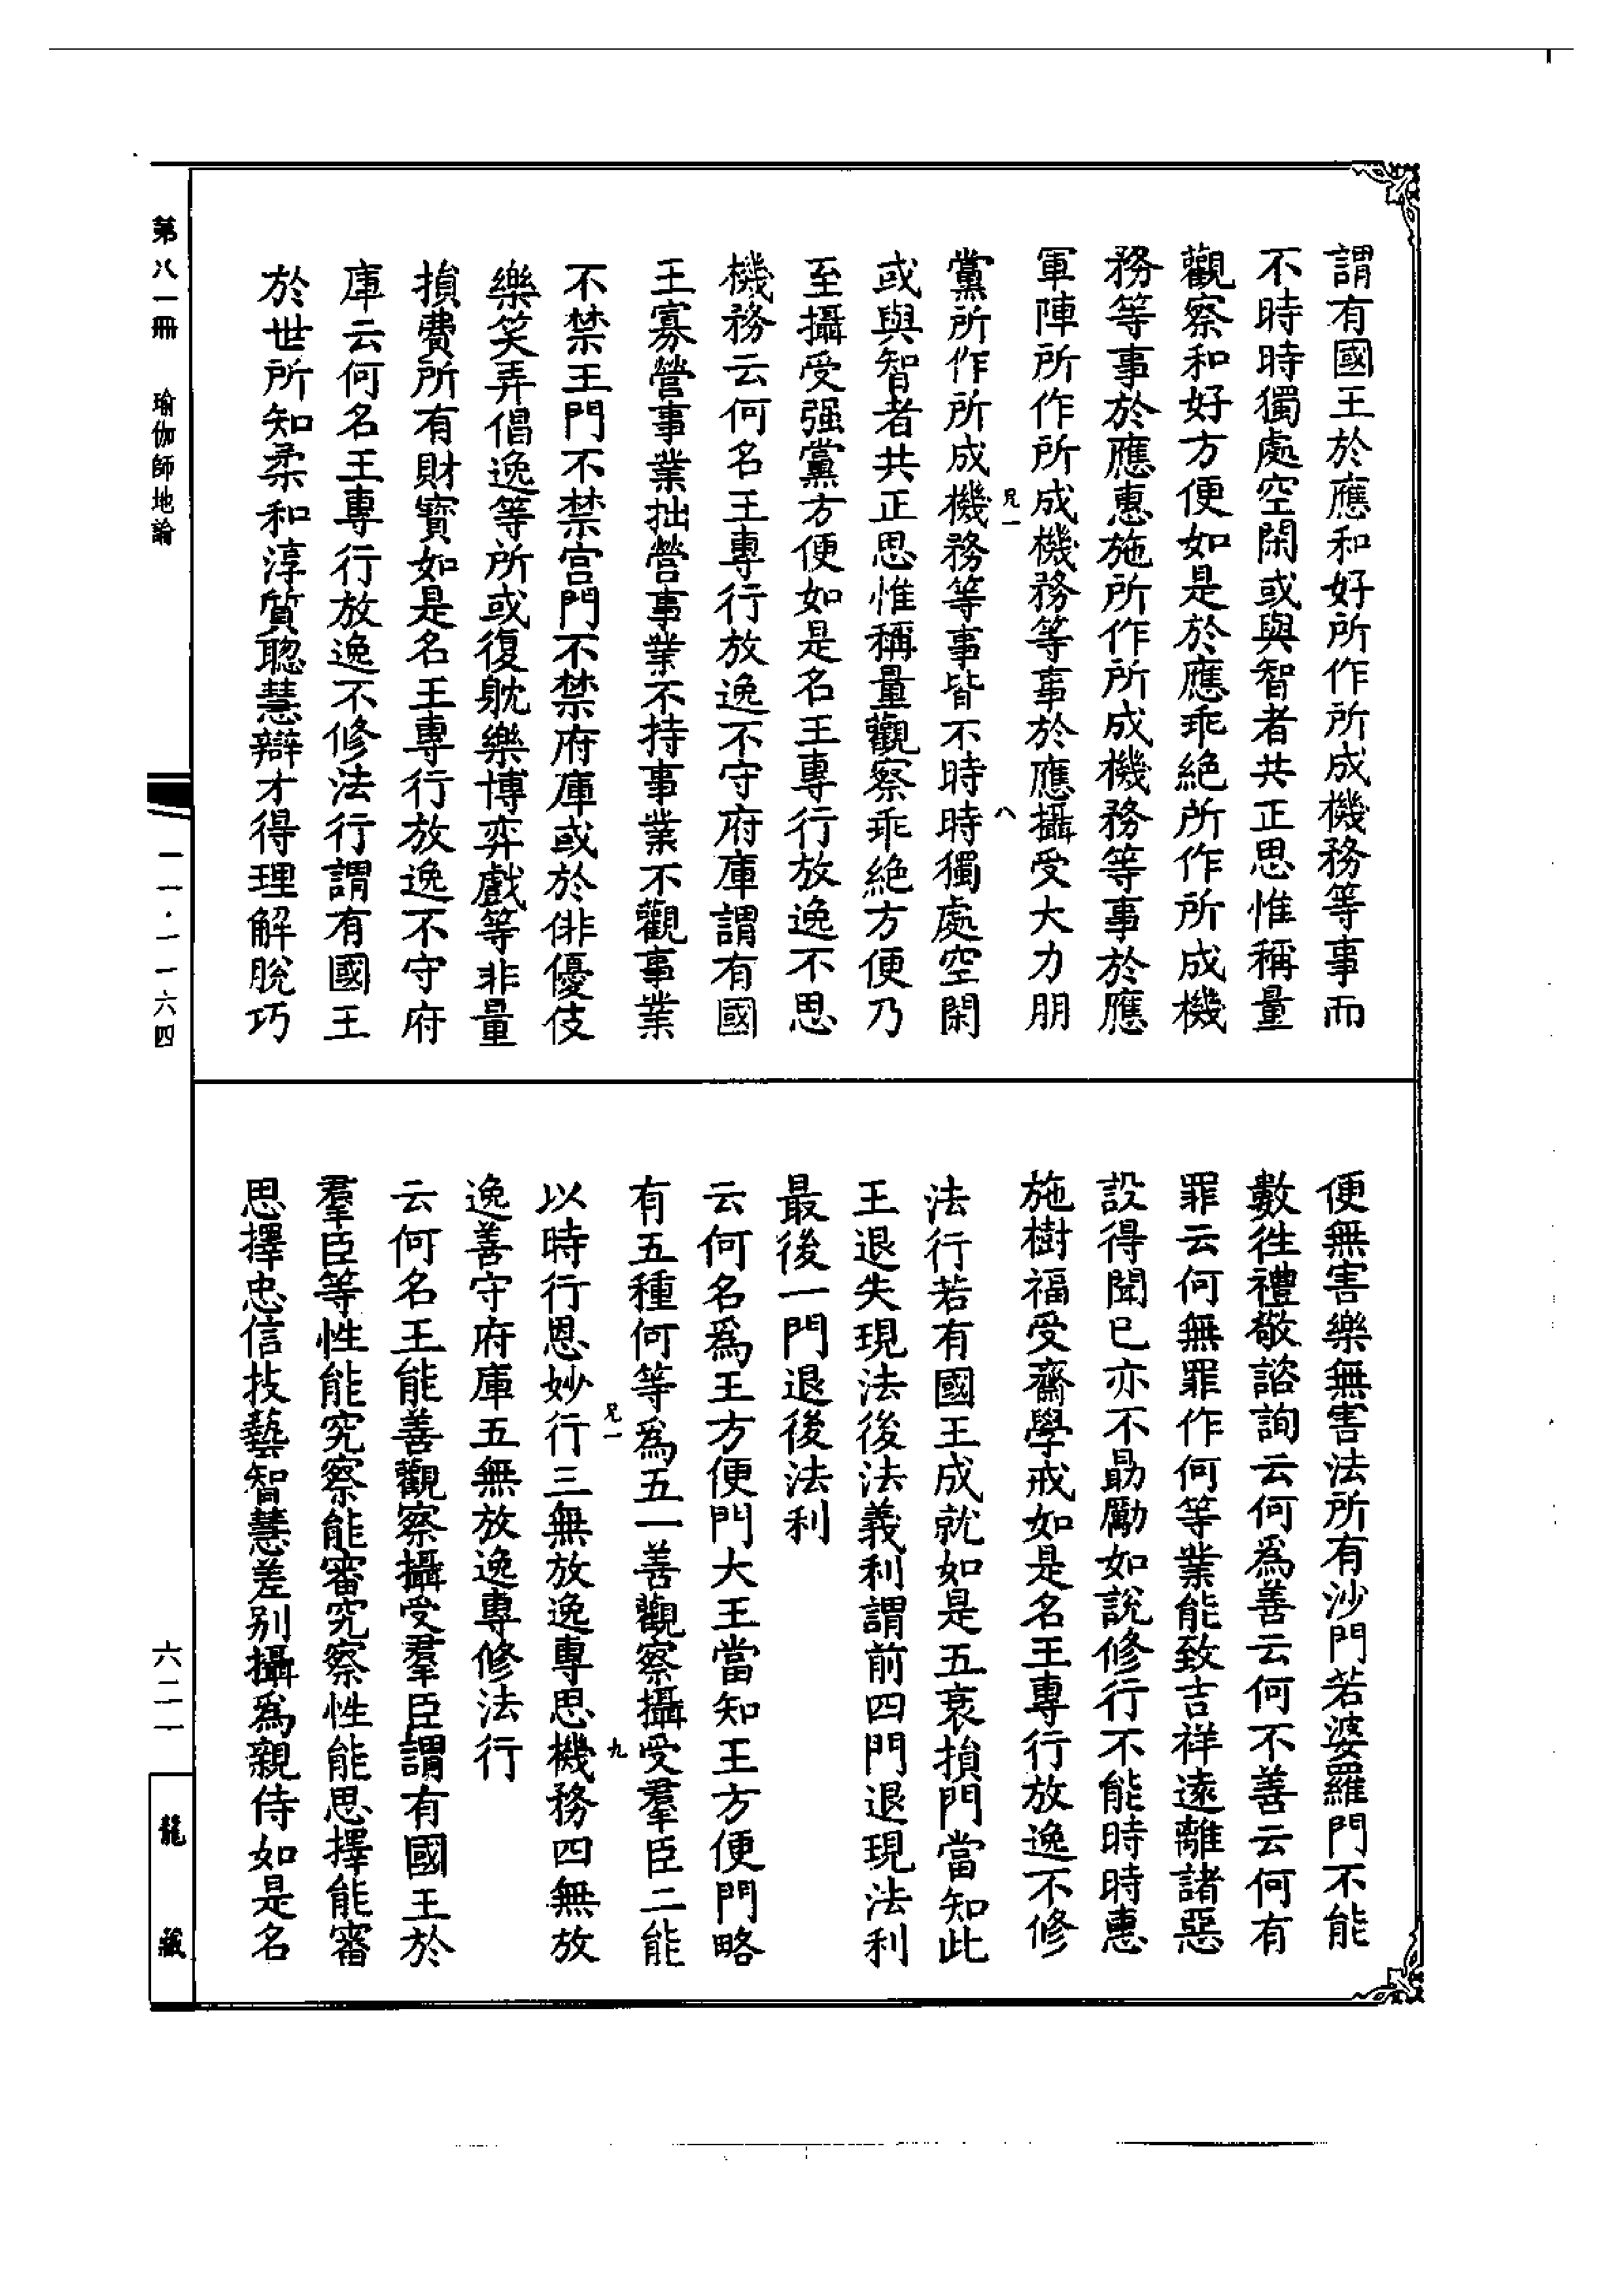 謂有國王於應和好所作所成機務等事而
不時時獨處空閑或與智者共正思惟稱量
觀察和好方便如是於應乖絶所作所成機
務等事於應惠施所作所成機務等事於應
軍陣所作所成機務等事於應攝受大力朋
兄一
八
黨所作所成機務等事皆不時時獨處空閑
或與智者共正思惟稱量觀察乖絶方便乃
至攝受强黨方便如是名王專行放逸不思
機務云何名王專行放逸不守府庫謂有國
王寡營事業拙營事業不持事業不觀事業
不禁王門不禁宫門不禁府庫或於俳優伎
樂笑弄倡逸等所或復躭樂博弈戲等非量
損費所有財寳如是名王專行放逸不守府
庫云何名王專行放逸不修法行謂有國王
於世所知柔和淳質聰慧辯才得理解脫巧
便無害樂無害法所有沙門若婆羅門不能
數徃禮敬諮詢云何爲善云何不善云何有
罪云何無罪作何等業能致吉祥逺離諸惡
設得聞已亦不勗勵如説修行不能時時惠
施樹福受齋學戒如是名王專行放逸不修
法行若有國王成就如是五衰損門當知此
王退失現法後法義利謂前四門退現法利
最後一門退後法利
云何名爲王方便門大王當知王方便門略
有五種何等爲五一善觀察攝受羣臣二能
兄一
九
以時行恩妙行三無放逸專思機務四無放
逸善守府庫五無放逸專修法行
云何名王能善觀察攝受羣臣謂有國王於
羣臣等性能究察能審究察性能思擇能審
思擇忠信技藝智慧差别攝爲親侍如是名
第八一冊
瑜伽師地論
一一·一一六四
六二一
龍藏